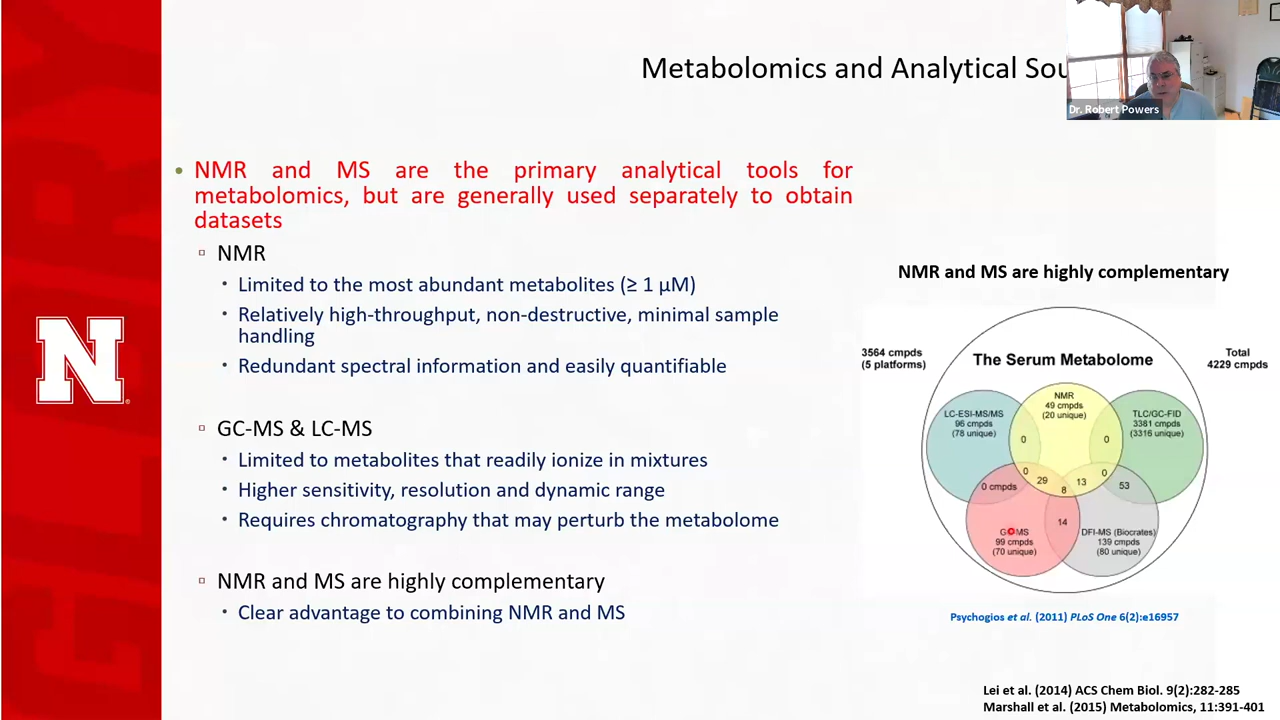 Metabolomics and Analytical Sou
Dr. Robert Powers
• NMR and MS are the primary analytical tools for
metabolomics, but are generally used separately to obtain
datasets
NMR
• Limited to the most abundant metabolites (≥ 1 µM)
• Relatively high-throughput, non-destructive, minimal sample
handling
• Redundant spectral information and easily quantifiable
GC-MS & LC-MS
• Limited to metabolites that readily ionize in mixtures
• Higher sensitivity, resolution and dynamic range
• Requires chromatography that may perturb the metabolome
NMR and MS are highly complementary
• Clear advantage to combining NMR and MS
N
NMR and MS are highly complementary
3564 cmpds
(5 platforms)
The Serum Metabolome
Total
4229 cmpds
LC-ESI-MS/MS
96 cmpds
(78 unique)
NMR
49 cmpds
(20 unique)
TLC/GC-FID
3381 cmpds
(3316 unique)
0
0
0
0
0 cmpds
29
8
13
53
14
99 cmpds
(70 unique)
DFI-MS (Biocrates)
139 cmpds
(80 unique)
Psychogios et al. (2011) PLoS One 6(2):e16957
Lei et al. (2014) ACS Chem Biol. 9(2):282-285
Marshall et al. (2015) Metabolomics, 11:391-401